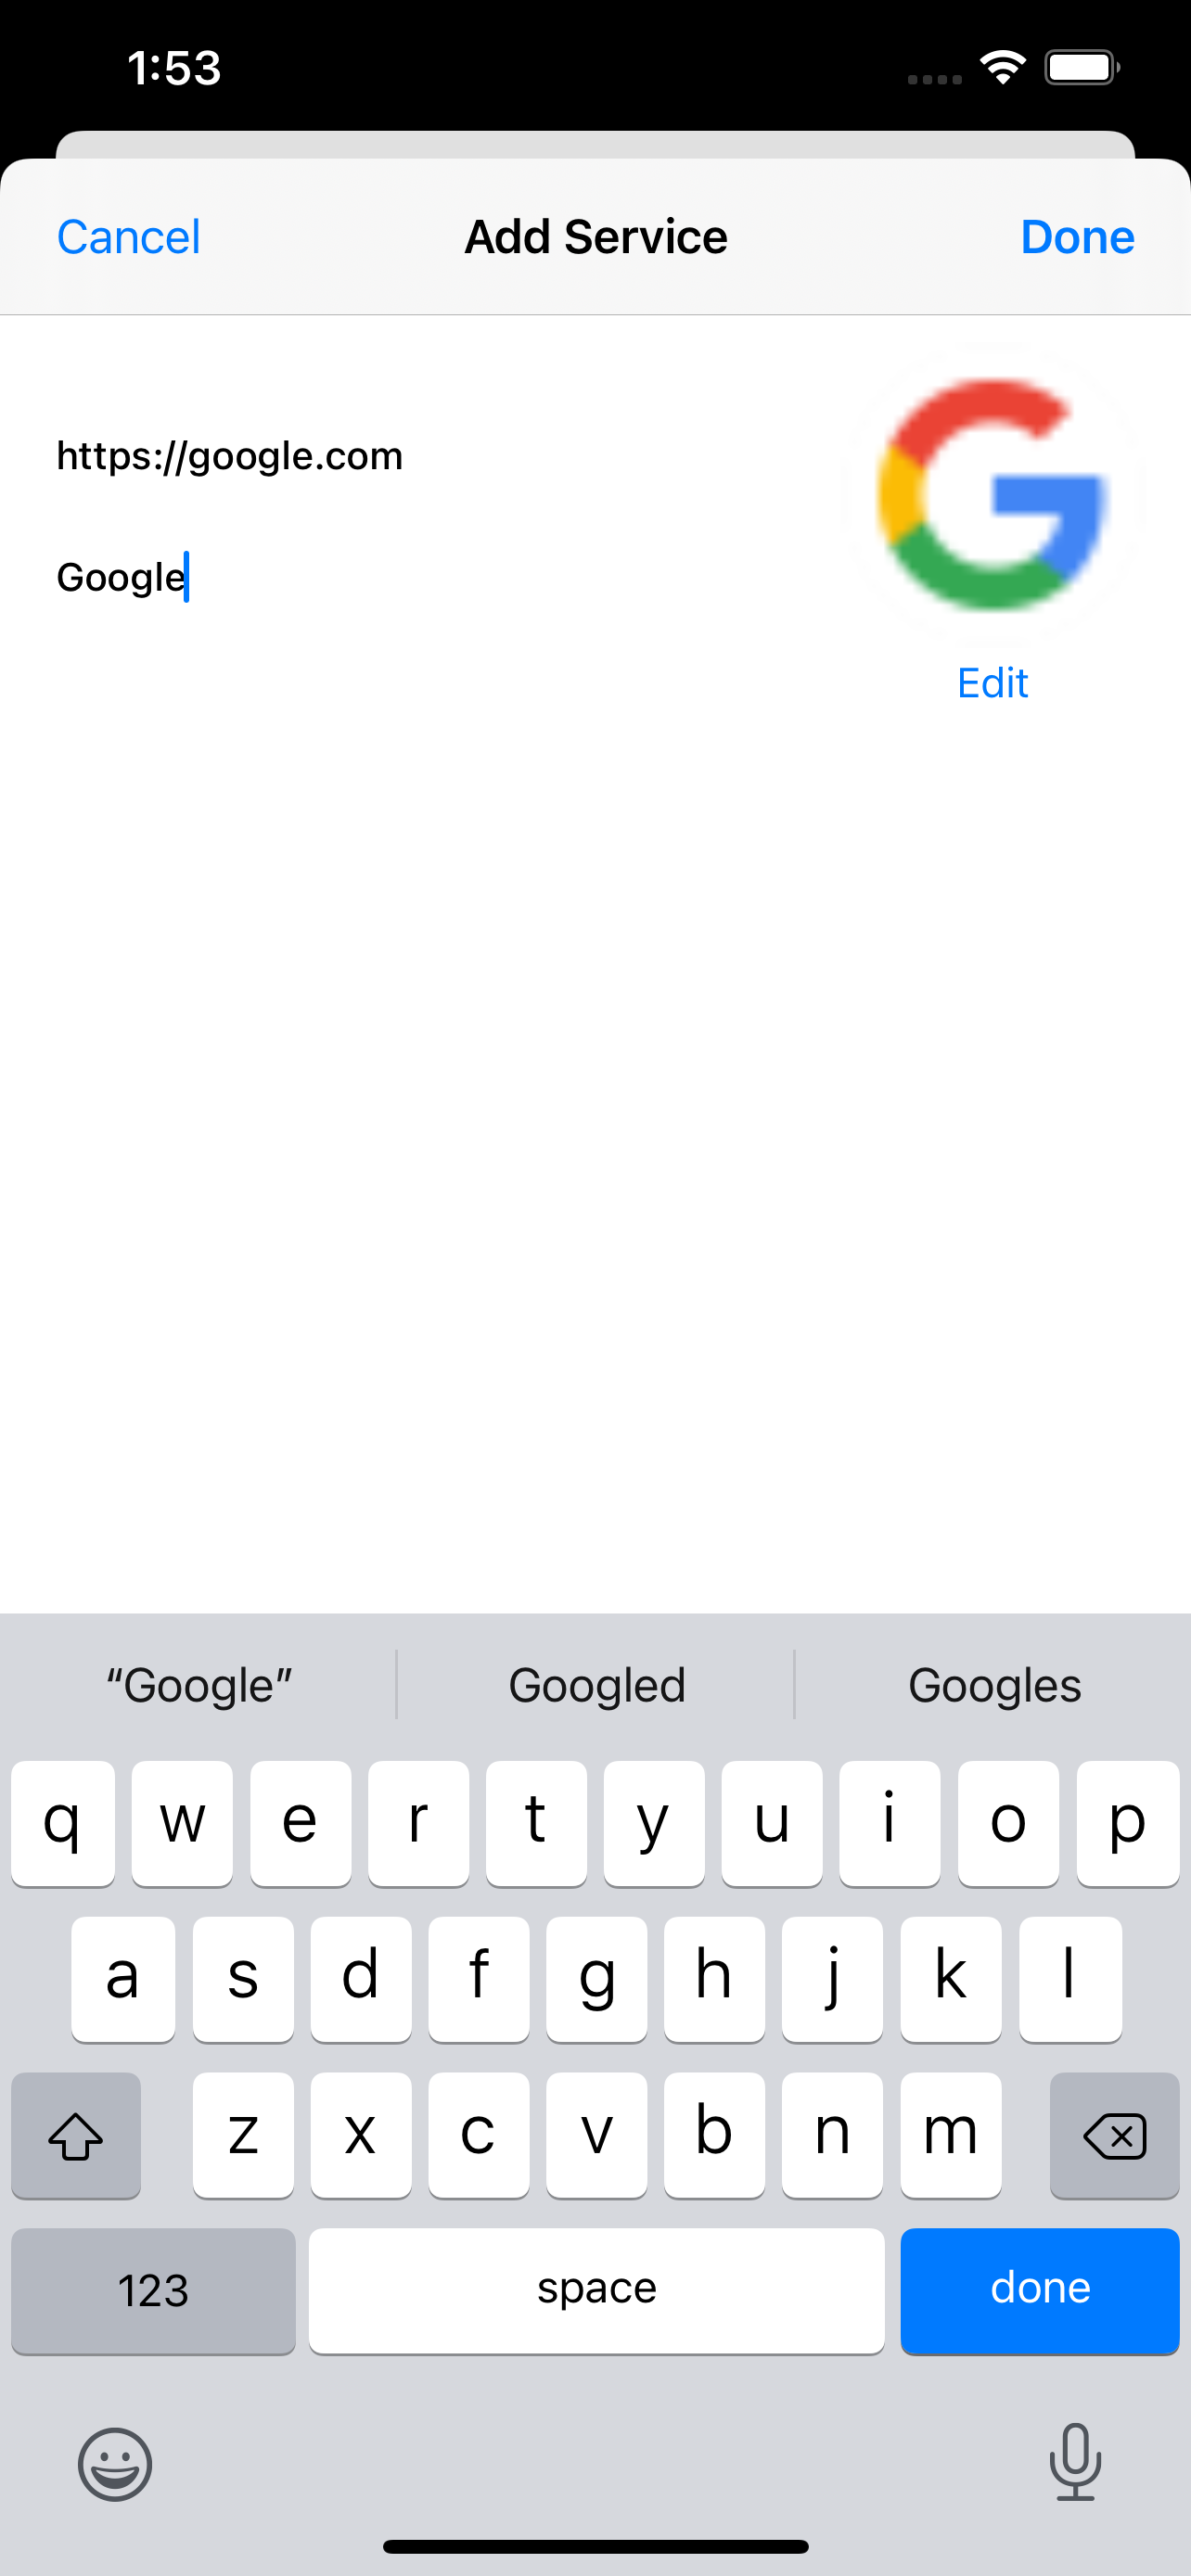 1:53
Cancel Add Service Done
https://google.com
Google
Edit
“Google” Googled Googles
q w e r t y u i o p
a s d f g h j k l
z x c v b n m
123 space done